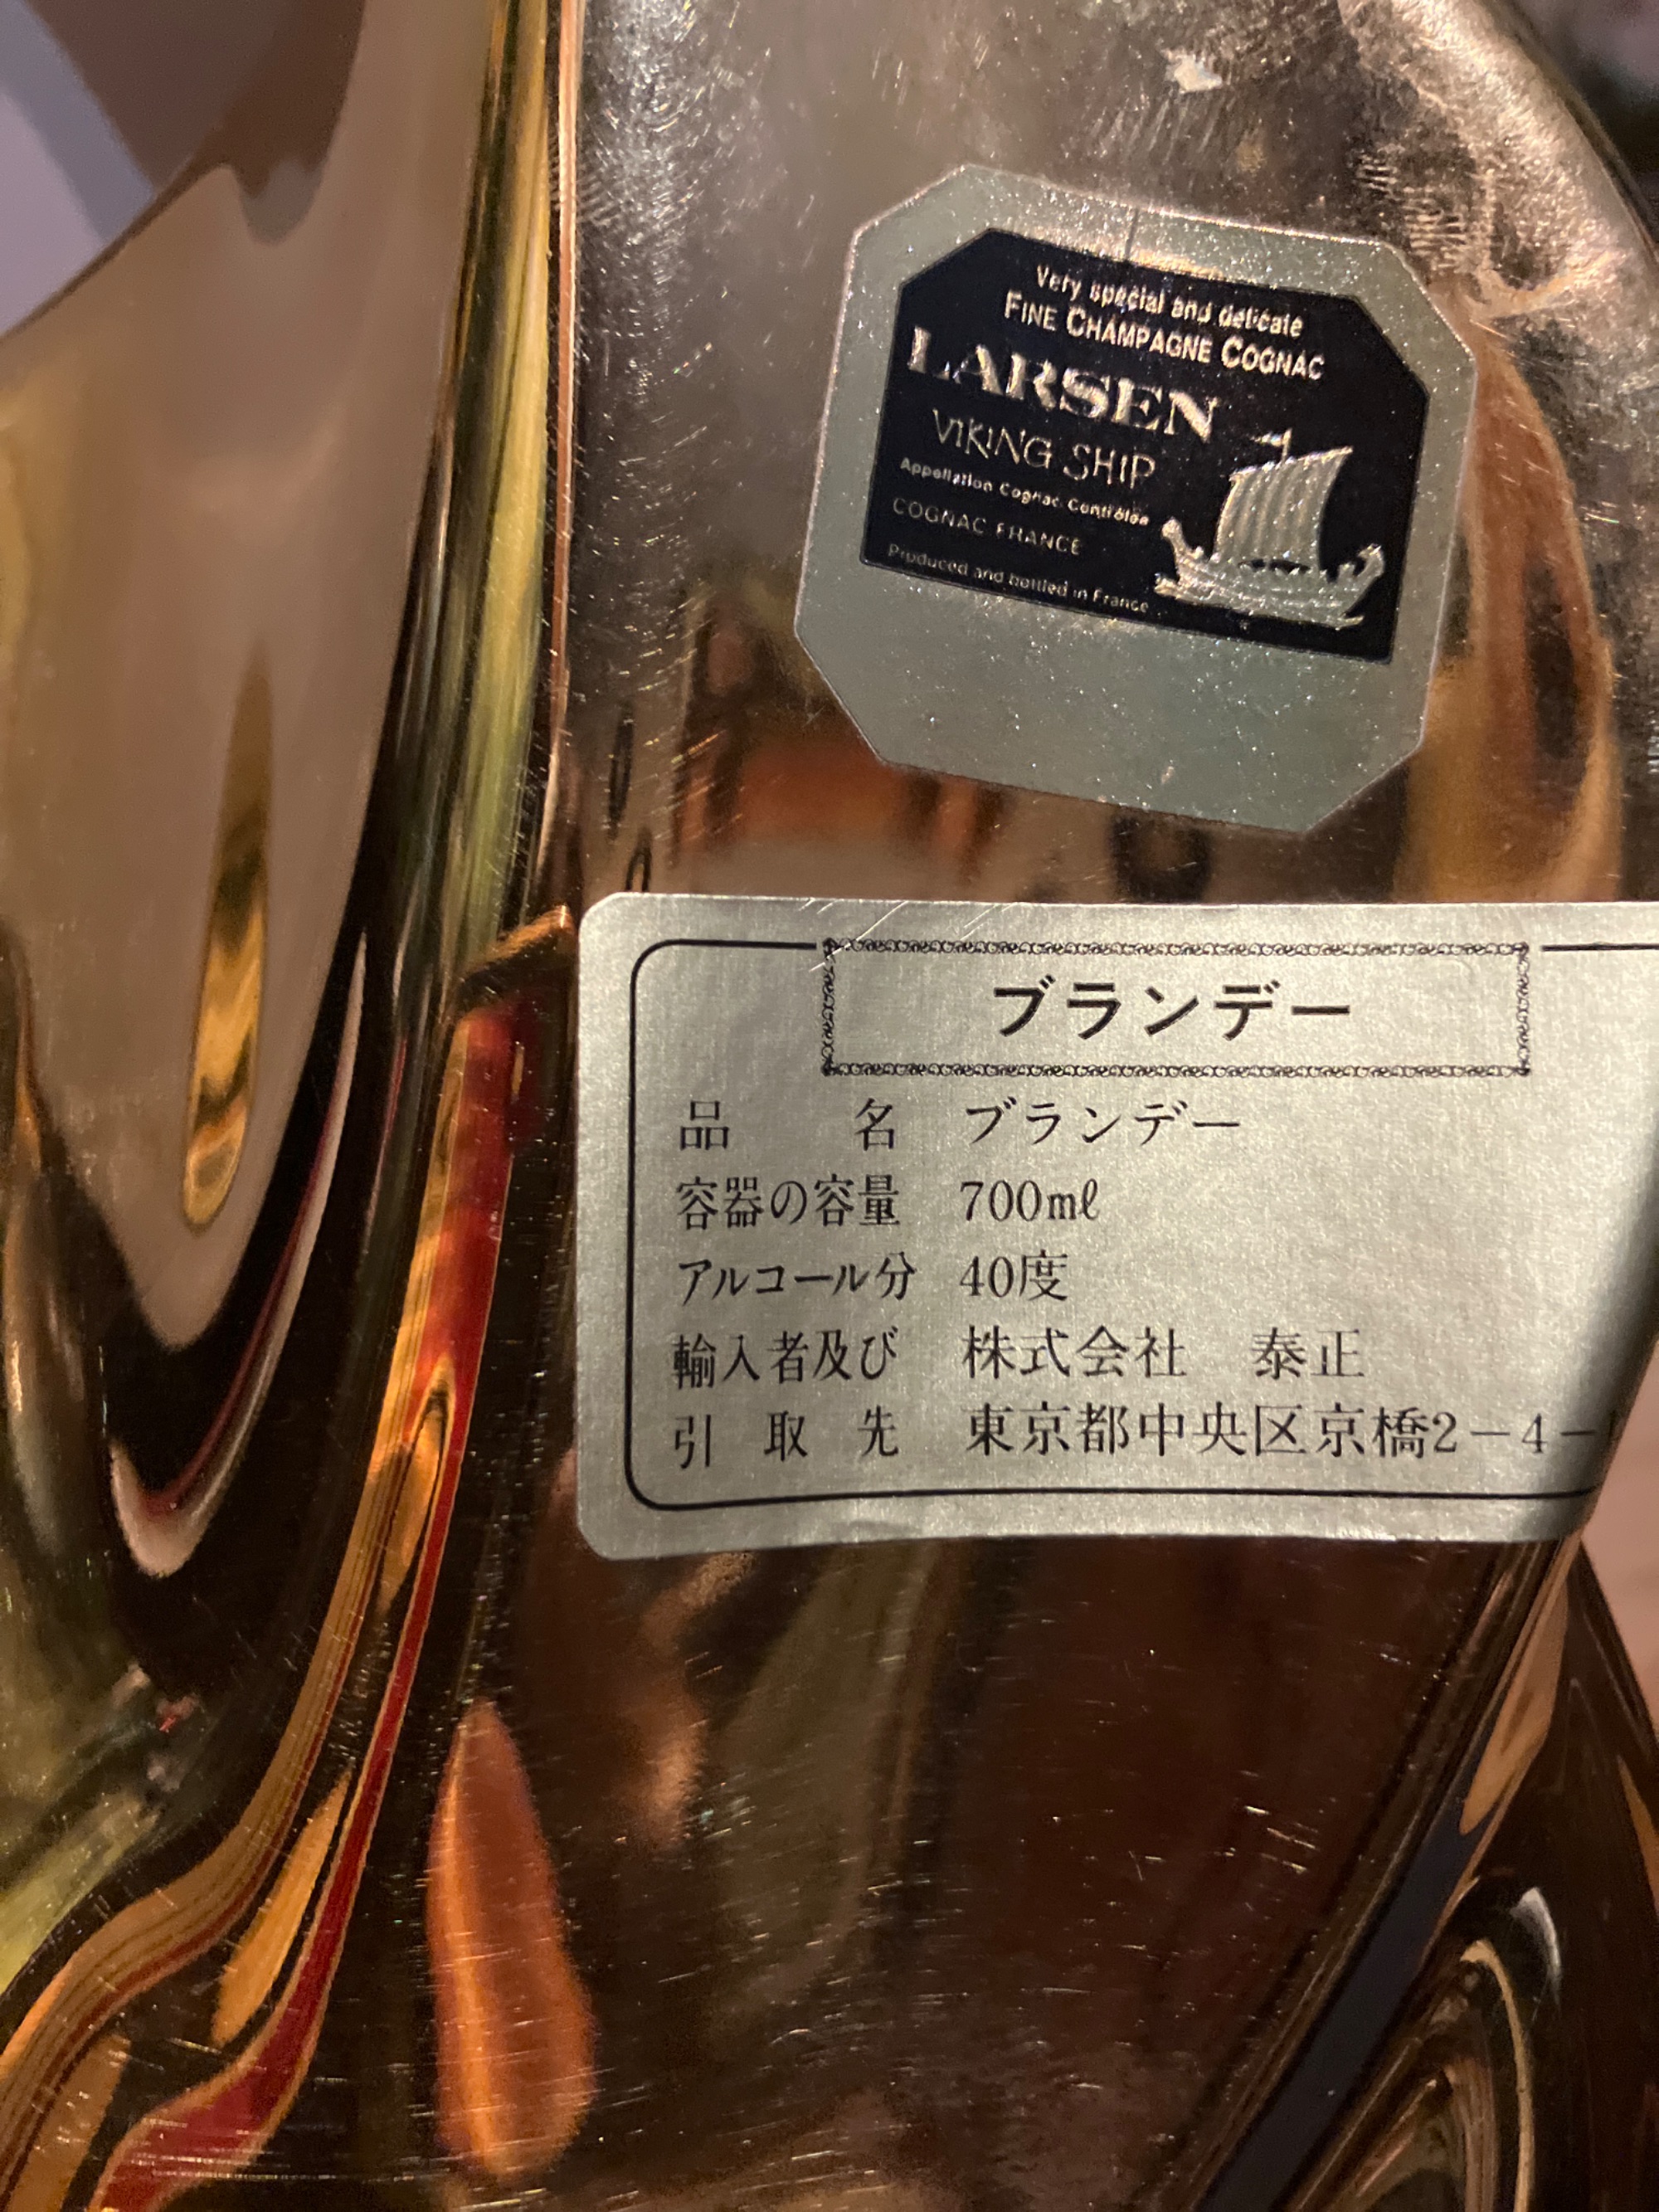 Very special and delicate
FINE CHAMPAGNE COGNAC
LARSEN
VIKING SHIP
Appellation Cognac Contrôlée
COGNAC FRANCE
Produced and bottled in France
ブランデー
品名 ブランデー
容器の容量 700mℓ
アルコール分 40度
輸入者及び 株式会社 泰正
引取先 東京都中央区京橋2-4-